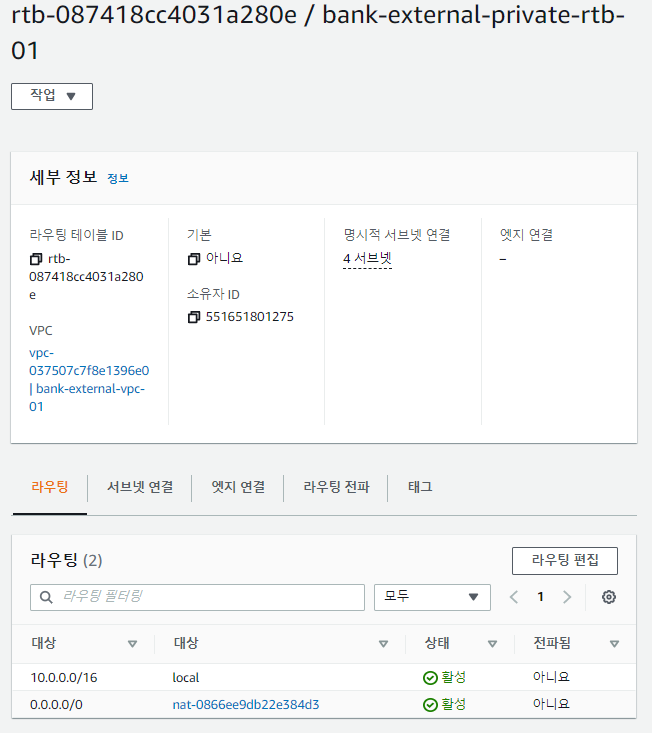 rtb-087418cc4031a280e / bank-external-private-rtb-
01
작업
세부 정보 정보
라우팅 테이블 ID
rtb-
087418cc4031a280
e
VPC
vpc-
037507c7f8e1396e0
| bank-external-vpc-
01
기본
아니요
소유자 ID
551651801275
명시적 서브넷 연결
4 서브넷
엣지 연결
–
라우팅 서브넷 연결 엣지 연결 라우팅 전파 태그
라우팅 (2) 라우팅 편집
라우팅 필터링 모두 1
대상 대상 상태 전파됨
10.0.0.0/16 local 활성 아니요
0.0.0.0/0 nat-0866ee9db22e384d3 활성 아니요